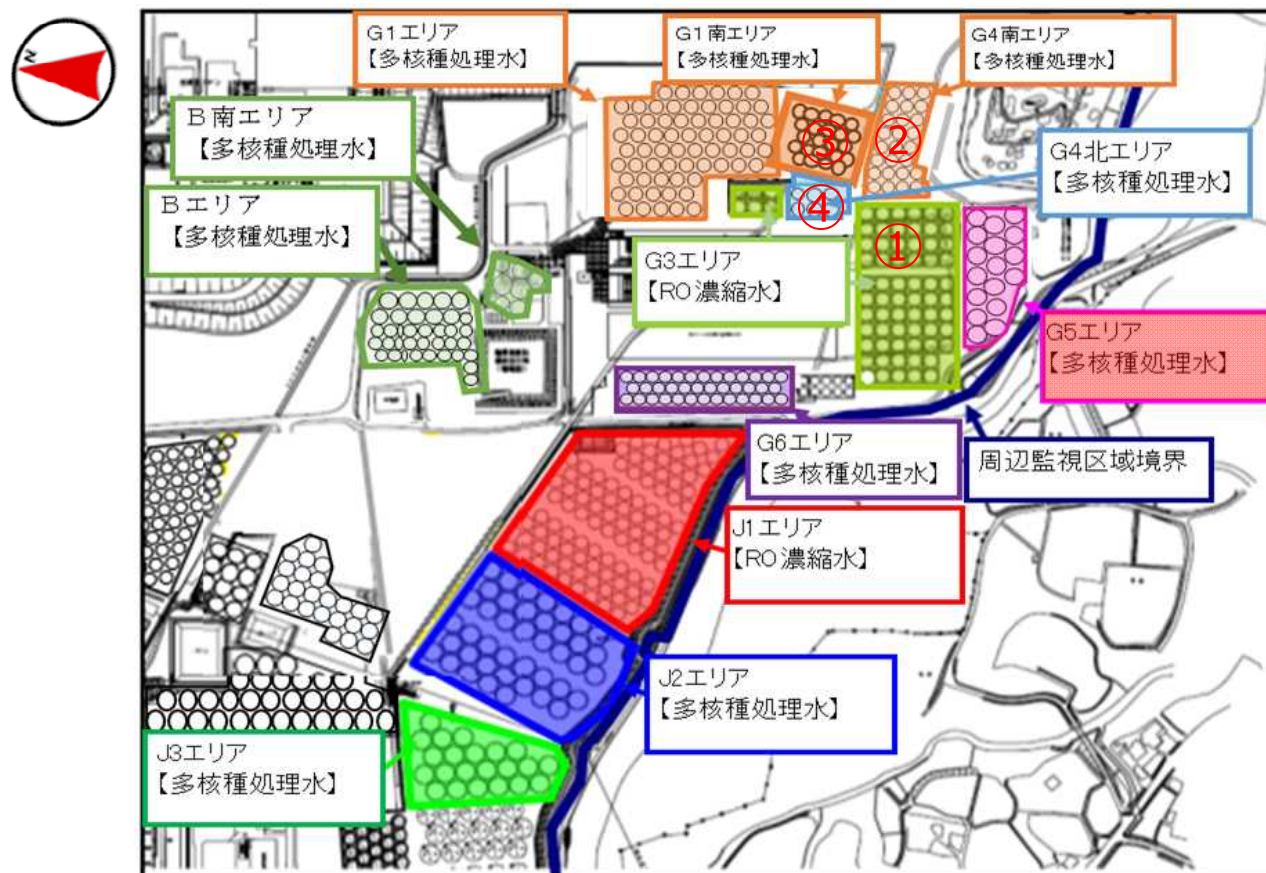 N
G1エリア
【多核種処理水】
G1南エリア
【多核種処理水】
G4南エリア
【多核種処理水】
B南エリア
【多核種処理水】
Bエリア
【多核種処理水】
③
②
④
①
G4北エリア
【多核種処理水】
G3エリア
【RO濃縮水】
G5エリア
【多核種処理水】
G6エリア
【多核種処理水】
周辺監視区域境界
J1エリア
【RO濃縮水】
J2エリア
【多核種処理水】
J3エリア
【多核種処理水】